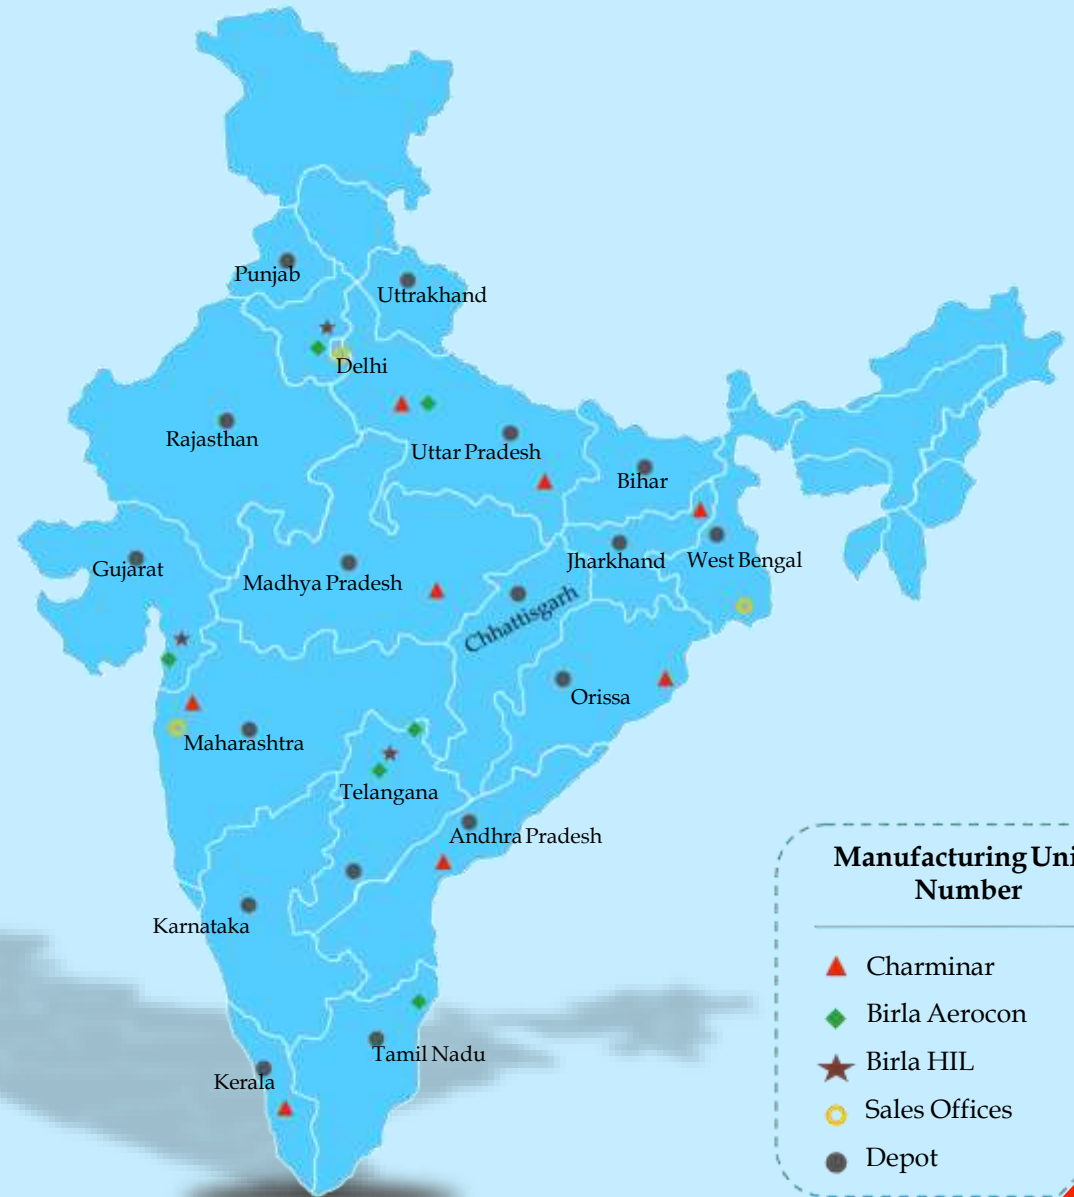 Punjab
Uttrakhand
Delhi
Rajasthan
Uttar Pradesh
Bihar
Gujarat
Madhya Pradesh
Jharkhand
West Bengal
Chhattisgarh
Orissa
Maharashtra
Telangana
Andhra Pradesh
Karnataka
Tamil Nadu
Kerala
Manufacturing Uni
Number
Charminar
Birla Aerocon
Birla HIL
Sales Offices
Depot